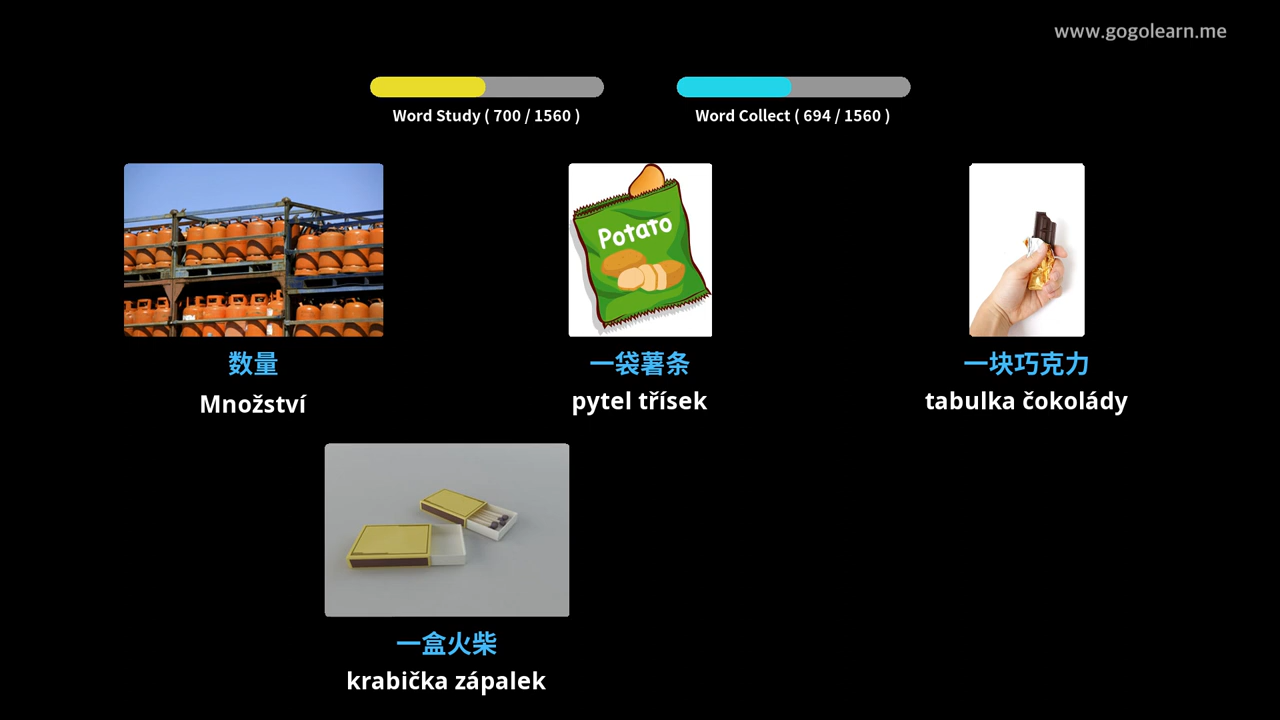 www.gogolearn.me
Word Study ( 700 / 1560 )
Word Collect ( 694 / 1560 )
Potato
数量
一袋薯条
一块巧克力
Množství
pytel třísek
tabulka čokolády
一盒火柴
krabička zápalek